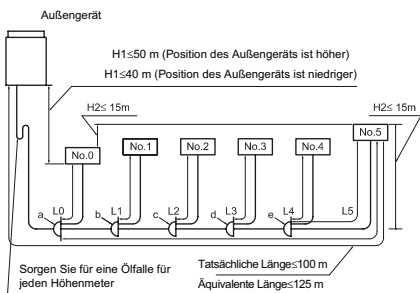 Außengerät
H1≤50 m (Position des Außengeräts ist höher)
H1≤40 m (Position des Außengeräts ist niedriger)
H2≤ 15m
H2≤ 15m
No.0
No.1
No.2
No.3
No.4
No.5
a
L0
b
L1
c
L2
d
L3
e
L4
L5
Sorgen Sie für eine Ölfalle für
jeden Höhenmeter
Tatsächliche Länge≤100 m
Äquivalente Länge≤125 m